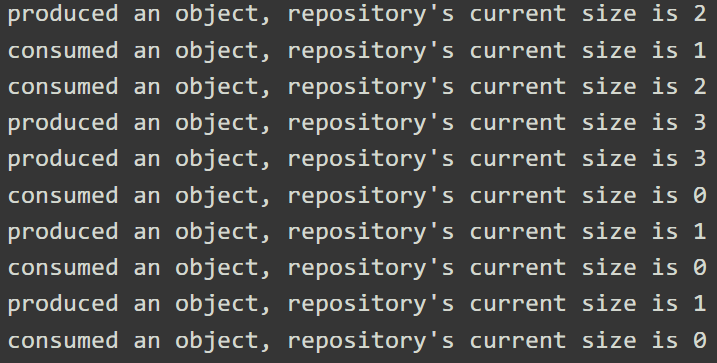 produced an object, repository's current size is 2
consumed an object, repository's current size is 1
consumed an object, repository's current size is 2
produced an object, repository's current size is 3
produced an object, repository's current size is 3
consumed an object, repository's current size is 0
produced an object, repository's current size is 1
consumed an object, repository's current size is 0
produced an object, repository's current size is 1
consumed an object, repository's current size is 0